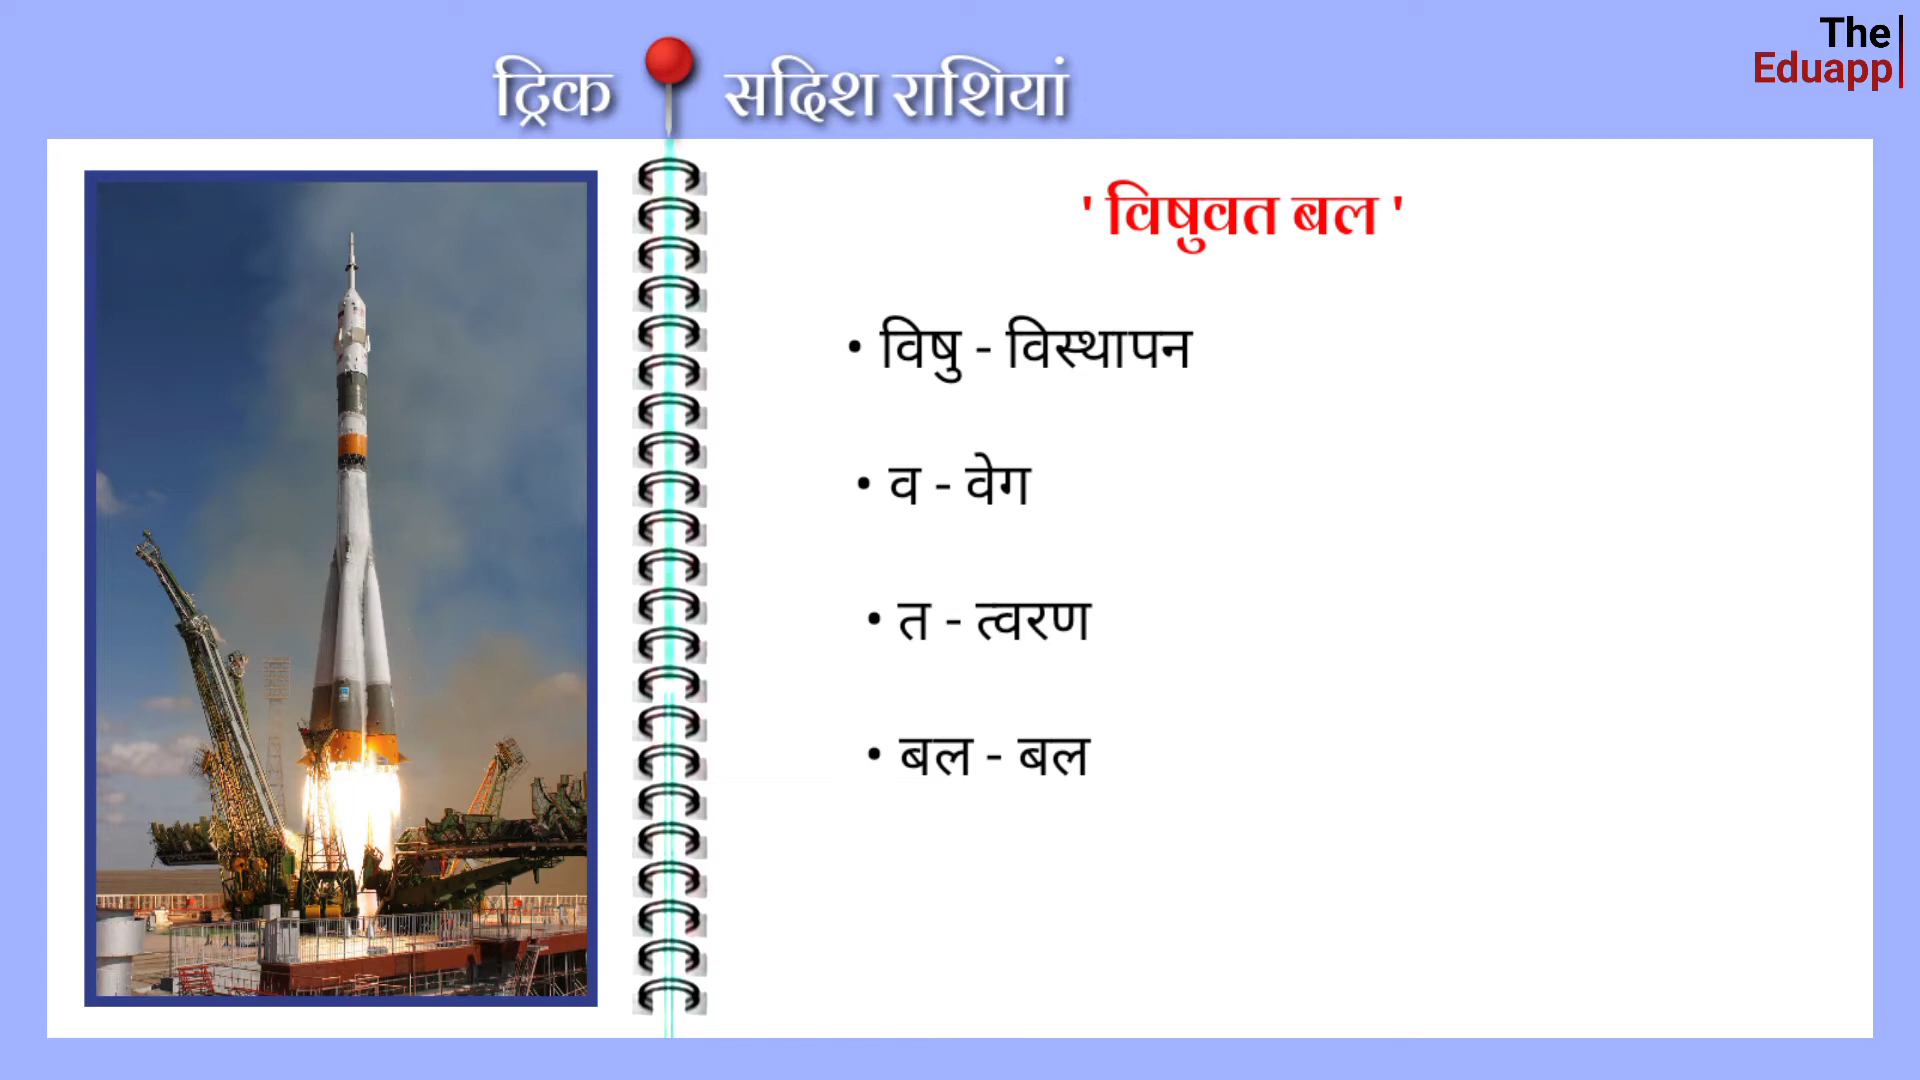 ट्रिक सदिश राशियां
The
Eduapp
' विषुवत बल '
• विषु - विस्थापन
• व - वेग
• त - त्वरण
• बल - बल